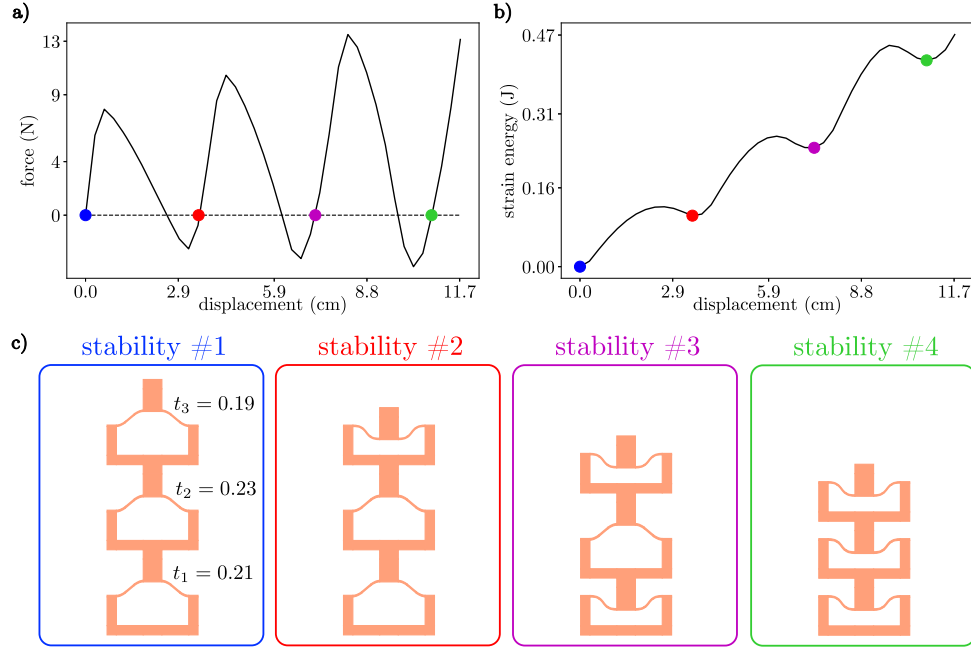 a)
force (N)
13
9
4
0
0.0 2.9 5.9 8.8 11.7
displacement (cm)
b)
strain energy (J)
0.47
0.31
0.16
0.00
0.0 2.9 5.9 8.8 11.7
displacement (cm)
c)
stability #1
t₃ = 0.19
t₂ = 0.23
t₁ = 0.21
stability #2
stability #3
stability #4